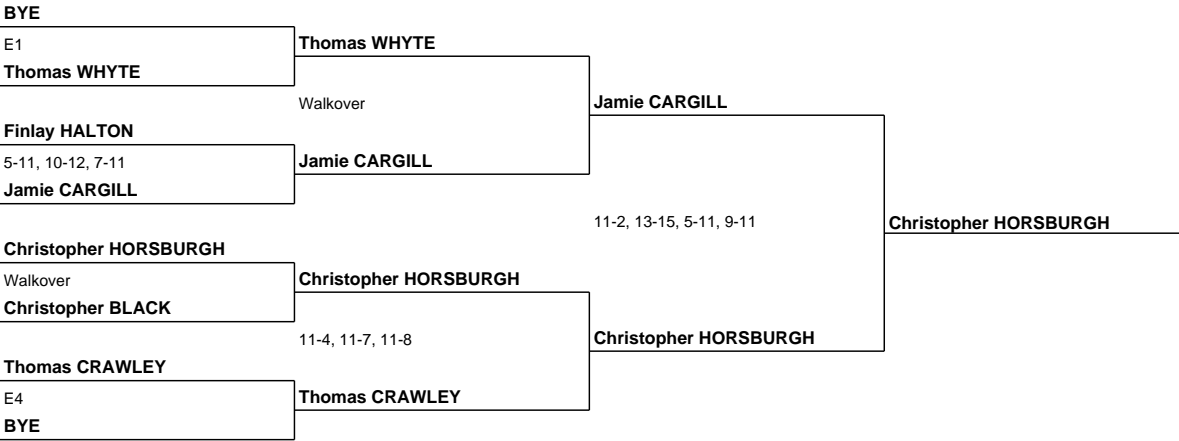 BYE
E1
Thomas WHYTE
Thomas WHYTE
Walkover
Jamie CARGILL
Finlay HALTON
5-11, 10-12, 7-11
Jamie CARGILL
Jamie CARGILL
11-2, 13-15, 5-11, 9-11
Christopher HORSBURGH
Christopher HORSBURGH
Walkover
Christopher HORSBURGH
Christopher BLACK
11-4, 11-7, 11-8
Christopher HORSBURGH
Thomas CRAWLEY
E4
Thomas CRAWLEY
BYE